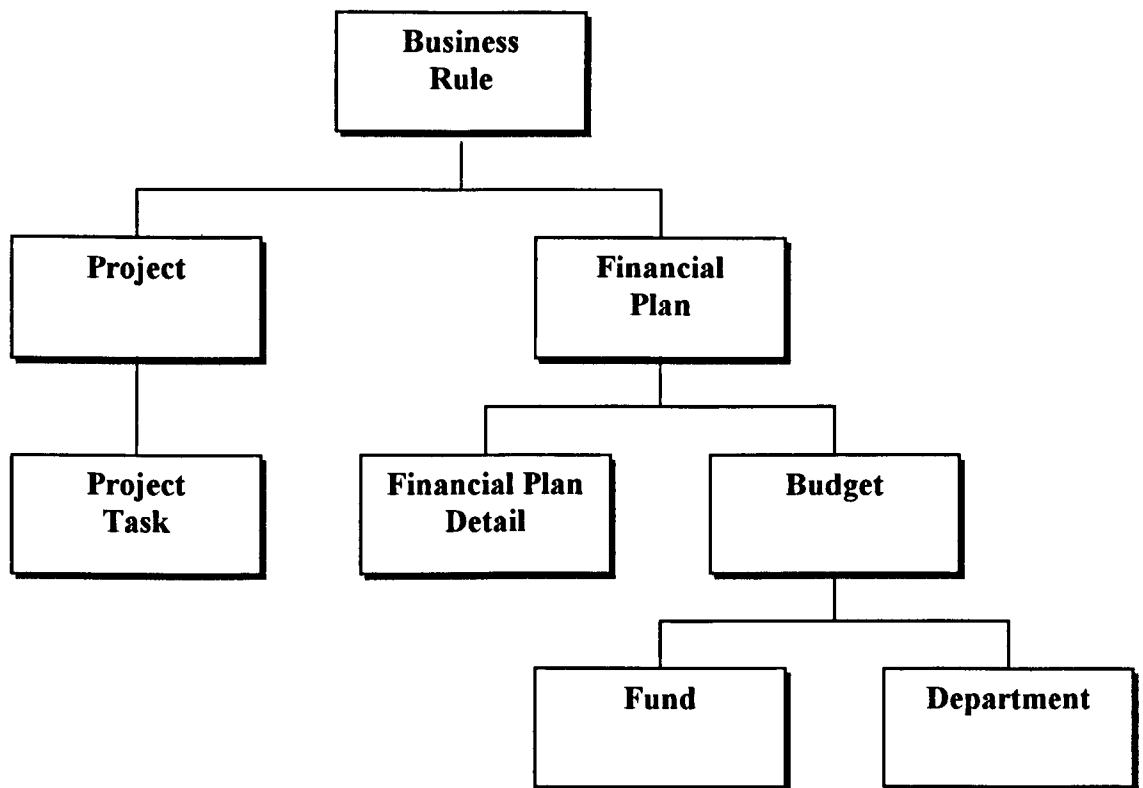 Business
Rule
Project
Financial
Plan
Project
Task
Financial Plan
Detail
Budget
Fund
Department